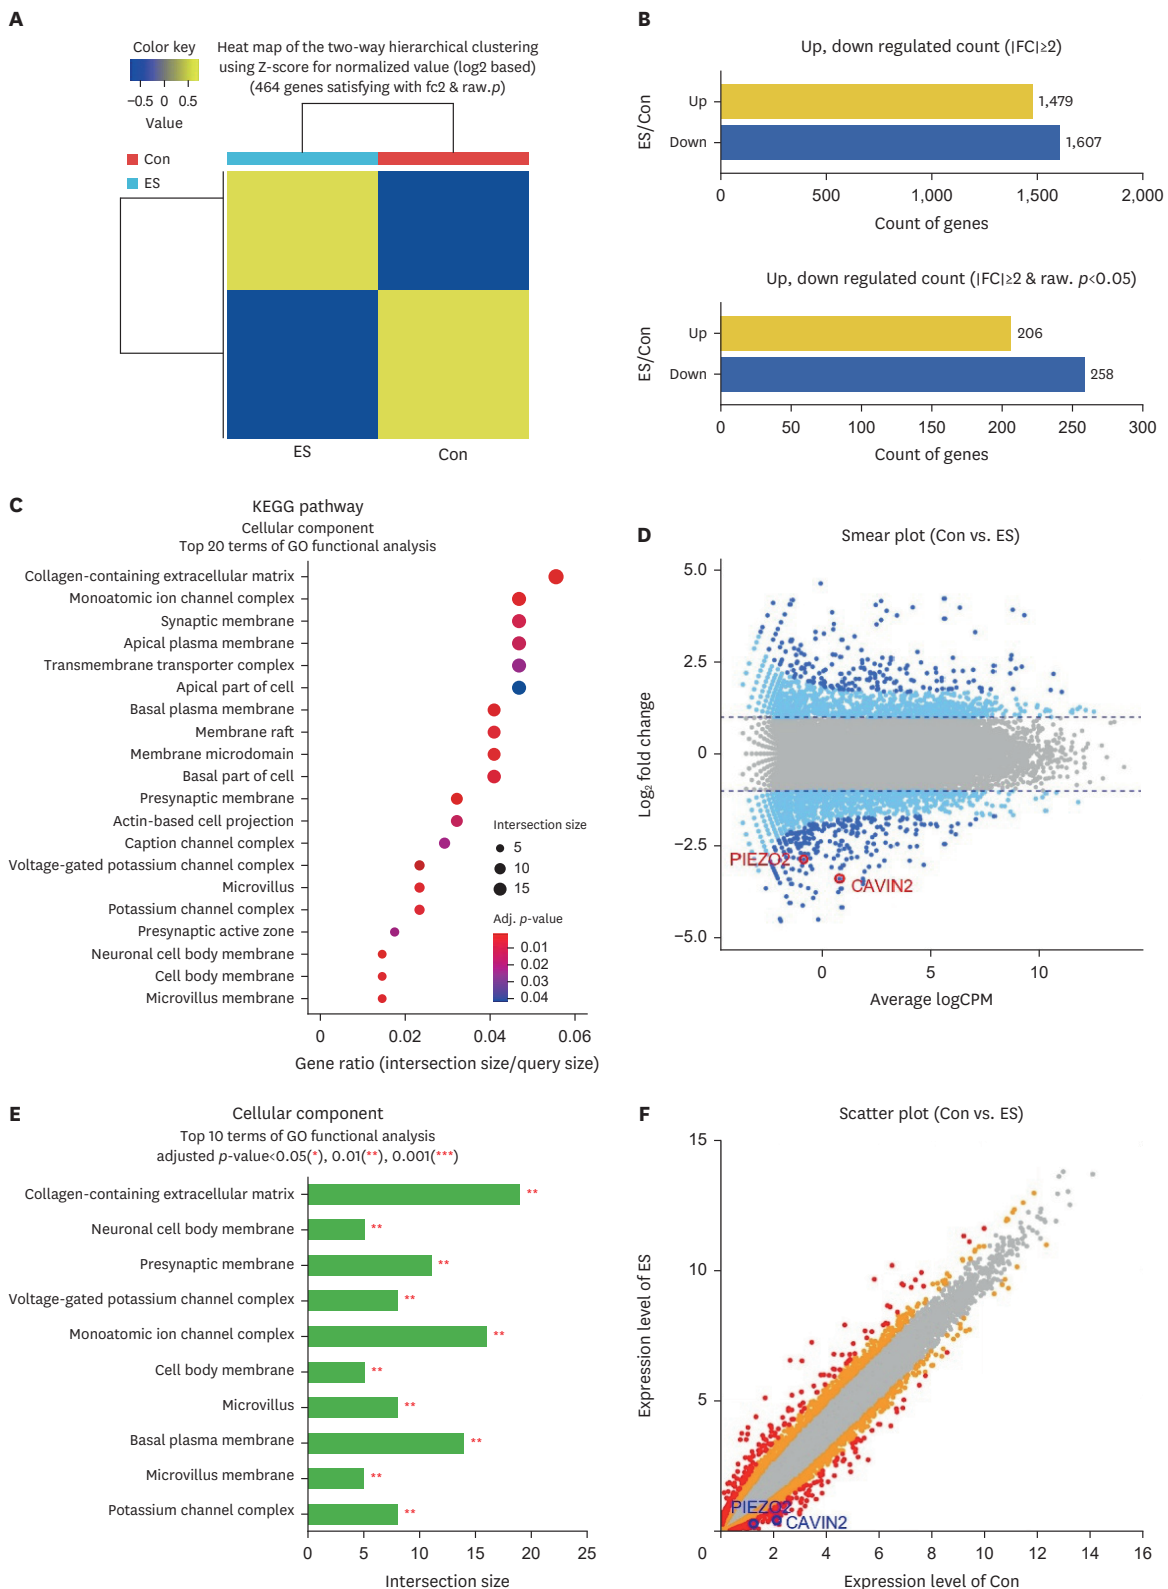 A
Color key
−0.5 0 0.5
Value
Con
ES
Heat map of the two-way hierarchical clustering
using Z-score for normalized value (log2 based)
(464 genes satisfying with fc2 & raw.p)
ES
Con
B
Up, down regulated count (|FC|≥2)
ES/Con
Up
1,479
Down
1,607
0
500
1,000
1,500
2,000
Count of genes
Up, down regulated count (|FC|≥2 & raw. p<0.05)
ES/Con
Up
206
Down
258
0
50
100
150
200
250
300
Count of genes
C
KEGG pathway
Cellular component
Top 20 terms of GO functional analysis
Collagen-containing extracellular matrix
Monoatomic ion channel complex
Synaptic membrane
Apical plasma membrane
Transmembrane transporter complex
Apical part of cell
Basal plasma membrane
Membrane raft
Membrane microdomain
Basal part of cell
Presynaptic membrane
Actin-based cell projection
Caption channel complex
Voltage-gated potassium channel complex
Microvillus
Potassium channel complex
Presynaptic active zone
Neuronal cell body membrane
Cell body membrane
Microvillus membrane
Intersection size
5
10
15
Adj. p-value
0.01
0.02
0.03
0.04
0
0.02
0.04
0.06
Gene ratio (intersection size/query size)
D
Smear plot (Con vs. ES)
Log2 fold change
5.0
2.5
0
−2.5
−5.0
PIEZO2
CAVIN2
0
5
10
Average logCPM
E
Cellular component
Top 10 terms of GO functional analysis
adjusted p-value<0.05(*), 0.01(**), 0.001(***)
Collagen-containing extracellular matrix
**
Neuronal cell body membrane
**
Presynaptic membrane
**
Voltage-gated potassium channel complex
**
Monoatomic ion channel complex
**
Cell body membrane
**
Microvillus
**
Basal plasma membrane
**
Microvillus membrane
**
Potassium channel complex
**
0
5
10
15
20
25
Intersection size
F
Scatter plot (Con vs. ES)
Expression level of ES
15
10
5
PIEZO2
CAVIN2
0
2
4
6
8
10
12
14
16
Expression level of Con